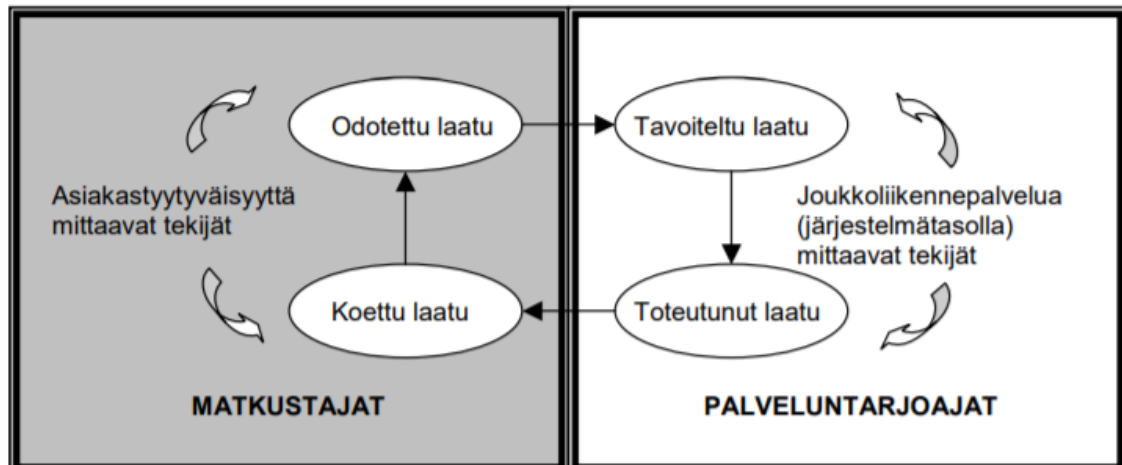 Odotettu laatu
Tavoiteltu laatu
Asiakastyytyväisyyttä
mittaavat tekijät
Joukkoliikennepalvelua
(järjestelmätasolla)
mittaavat tekijät
Koettu laatu
Toteutunut laatu
MATKUSTAJAT
PALVELUNTARJOAJAT